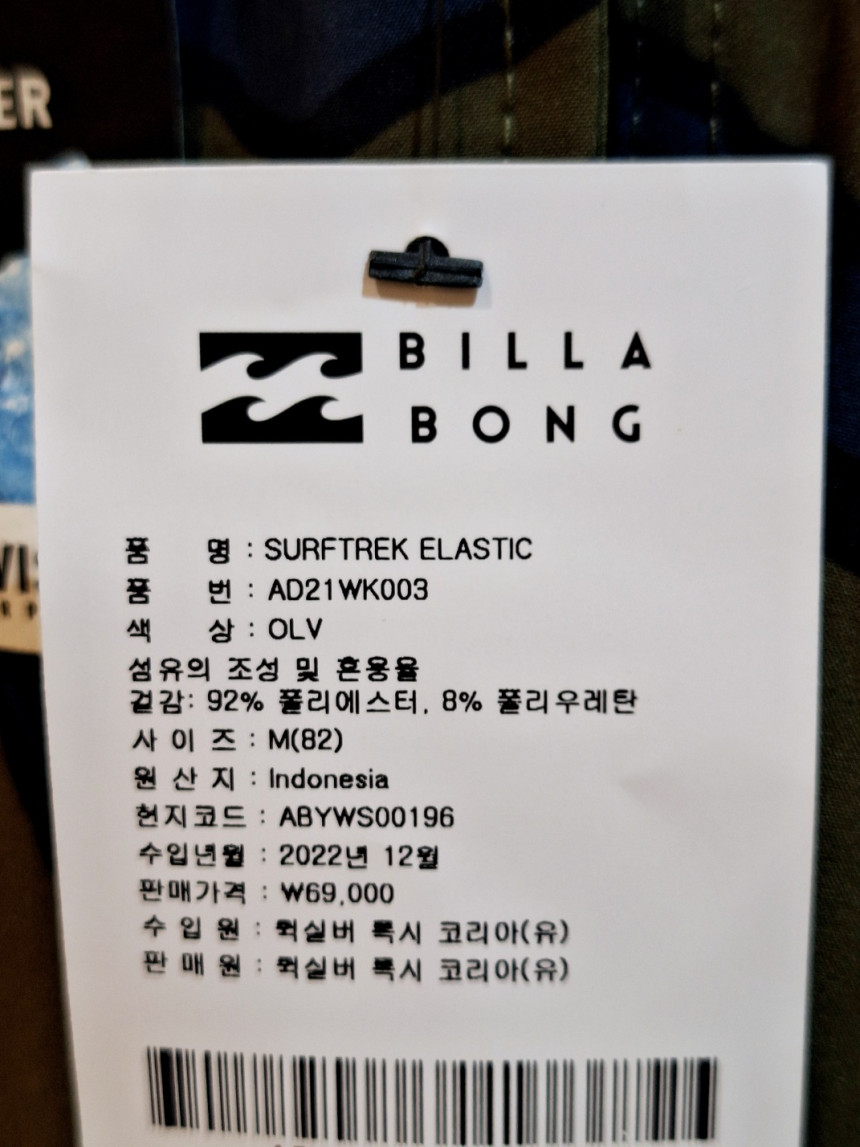 ER
BILLA
BONG
품 명 : SURFTREK ELASTIC
품 번 : AD21WK003
색 상 : OLV
섬유의 조성 및 혼용율
겉감: 92% 폴리에스터, 8% 폴리우레탄
사 이 즈 : M(82)
원 산 지 : Indonesia
현지코드 : ABYWS00196
수입년월 : 2022년 12월
판매가격 : ₩69,000
수 입 원 : 퀵실버 록시 코리아(유)
판 매 원 : 퀵실버 록시 코리아(유)